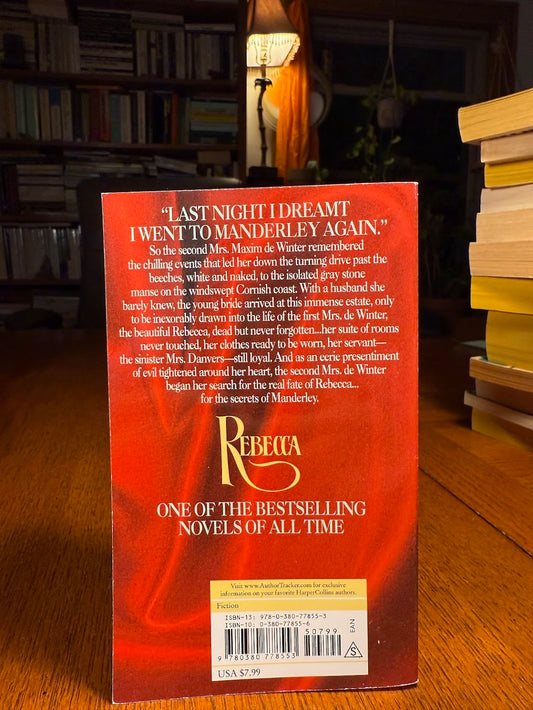 “LAST NIGHT I DREAMT
I WENT TO MANDERLEY AGAIN.”
So the second Mrs. Maxim de Winter remembered
the chilling events that led her down the turning drive past the
beeches, white and naked, to the isolated gray stone
manse on the windswept Cornish coast. With a husband she
barely knew, the young bride arrived at this immense estate, only
to be inexorably drawn into the life of the first Mrs. de Winter,
the beautiful Rebecca, dead but never forgotten...her suite of rooms
never touched, her clothes ready to be worn, her servant—
the sinister Mrs. Danvers—still loyal. And as an eerie presentiment
of evil tightened around her heart, the second Mrs. de Winter
began her search for the real fate of Rebecca...
for the secrets of Manderley.
REBECCA
ONE OF THE BESTSELLING
NOVELS OF ALL TIME
Visit www.AuthorTracker.com for exclusive
information on your favorite HarperCollins authors.
Fiction
ISBN-13: 978-0-380-77855-3
ISBN-10: 0-380-77855-6
50799
EAN
S
9 780380 778553
USA $7.99